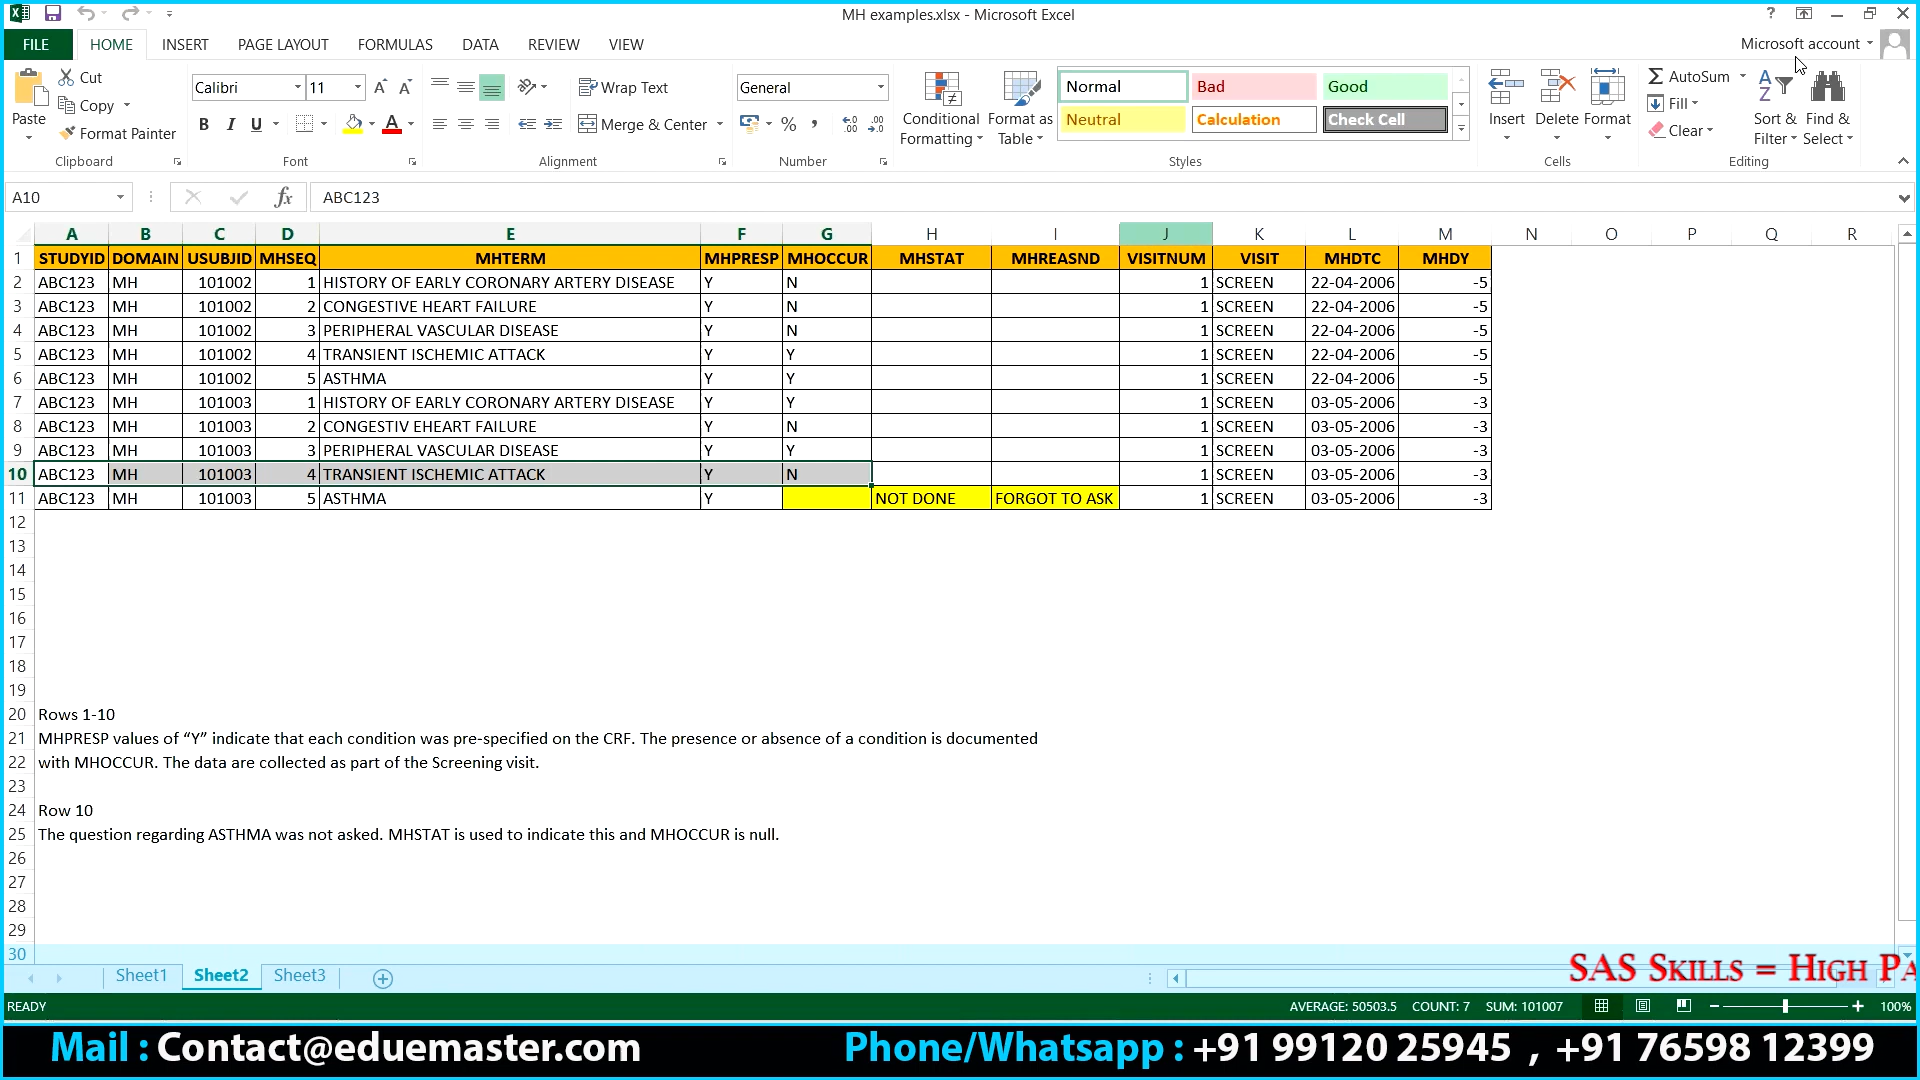 MH examples.xlsx - Microsoft Excel
?
FILE HOME INSERT PAGE LAYOUT FORMULAS DATA REVIEW VIEW Microsoft account
Paste Cut Copy Format Painter Clipboard
Calibri 11 A A B I U A Font
Wrap Text Merge & Center Alignment
General % , Number
Conditional Formatting Format as Table
Normal Bad Good
Neutral Calculation Check Cell
Styles
Insert Delete Format Cells
AutoSum Fill Clear Sort & Filter Find & Select Editing
A10 fx ABC123
A B C D E F G H I J K L M N O P Q R
1 STUDYID DOMAIN USUBJID MHSEQ MHTERM MHPRESP MHOCCUR MHSTAT MHREASND VISITNUM VISIT MHDTC MHDY
2 ABC123 MH 101002 1 HISTORY OF EARLY CORONARY ARTERY DISEASE Y N 1 SCREEN 22-04-2006 -5
3 ABC123 MH 101002 2 CONGESTIVE HEART FAILURE Y N 1 SCREEN 22-04-2006 -5
4 ABC123 MH 101002 3 PERIPHERAL VASCULAR DISEASE Y N 1 SCREEN 22-04-2006 -5
5 ABC123 MH 101002 4 TRANSIENT ISCHEMIC ATTACK Y Y 1 SCREEN 22-04-2006 -5
6 ABC123 MH 101002 5 ASTHMA Y Y 1 SCREEN 22-04-2006 -5
7 ABC123 MH 101003 1 HISTORY OF EARLY CORONARY ARTERY DISEASE Y Y 1 SCREEN 03-05-2006 -3
8 ABC123 MH 101003 2 CONGESTIV EHEART FAILURE Y N 1 SCREEN 03-05-2006 -3
9 ABC123 MH 101003 3 PERIPHERAL VASCULAR DISEASE Y Y 1 SCREEN 03-05-2006 -3
10 ABC123 MH 101003 4 TRANSIENT ISCHEMIC ATTACK Y N 1 SCREEN 03-05-2006 -3
11 ABC123 MH 101003 5 ASTHMA Y NOT DONE FORGOT TO ASK 1 SCREEN 03-05-2006 -3
12
13
14
15
16
17
18
19
20 Rows 1-10
21 MHPRESP values of “Y” indicate that each condition was pre-specified on the CRF. The presence or absence of a condition is documented
22 with MHOCCUR. The data are collected as part of the Screening visit.
23
24 Row 10
25 The question regarding ASTHMA was not asked. MHSTAT is used to indicate this and MHOCCUR is null.
26
27
28
29
30
SAS SKILLS = HIGH PA
Sheet1 Sheet2 Sheet3
READY AVERAGE: 50503.5 COUNT: 7 SUM: 101007 100%
Mail : Contact@eduemaster.com Phone/Whatsapp : +91 99120 25945 , +91 76598 12399